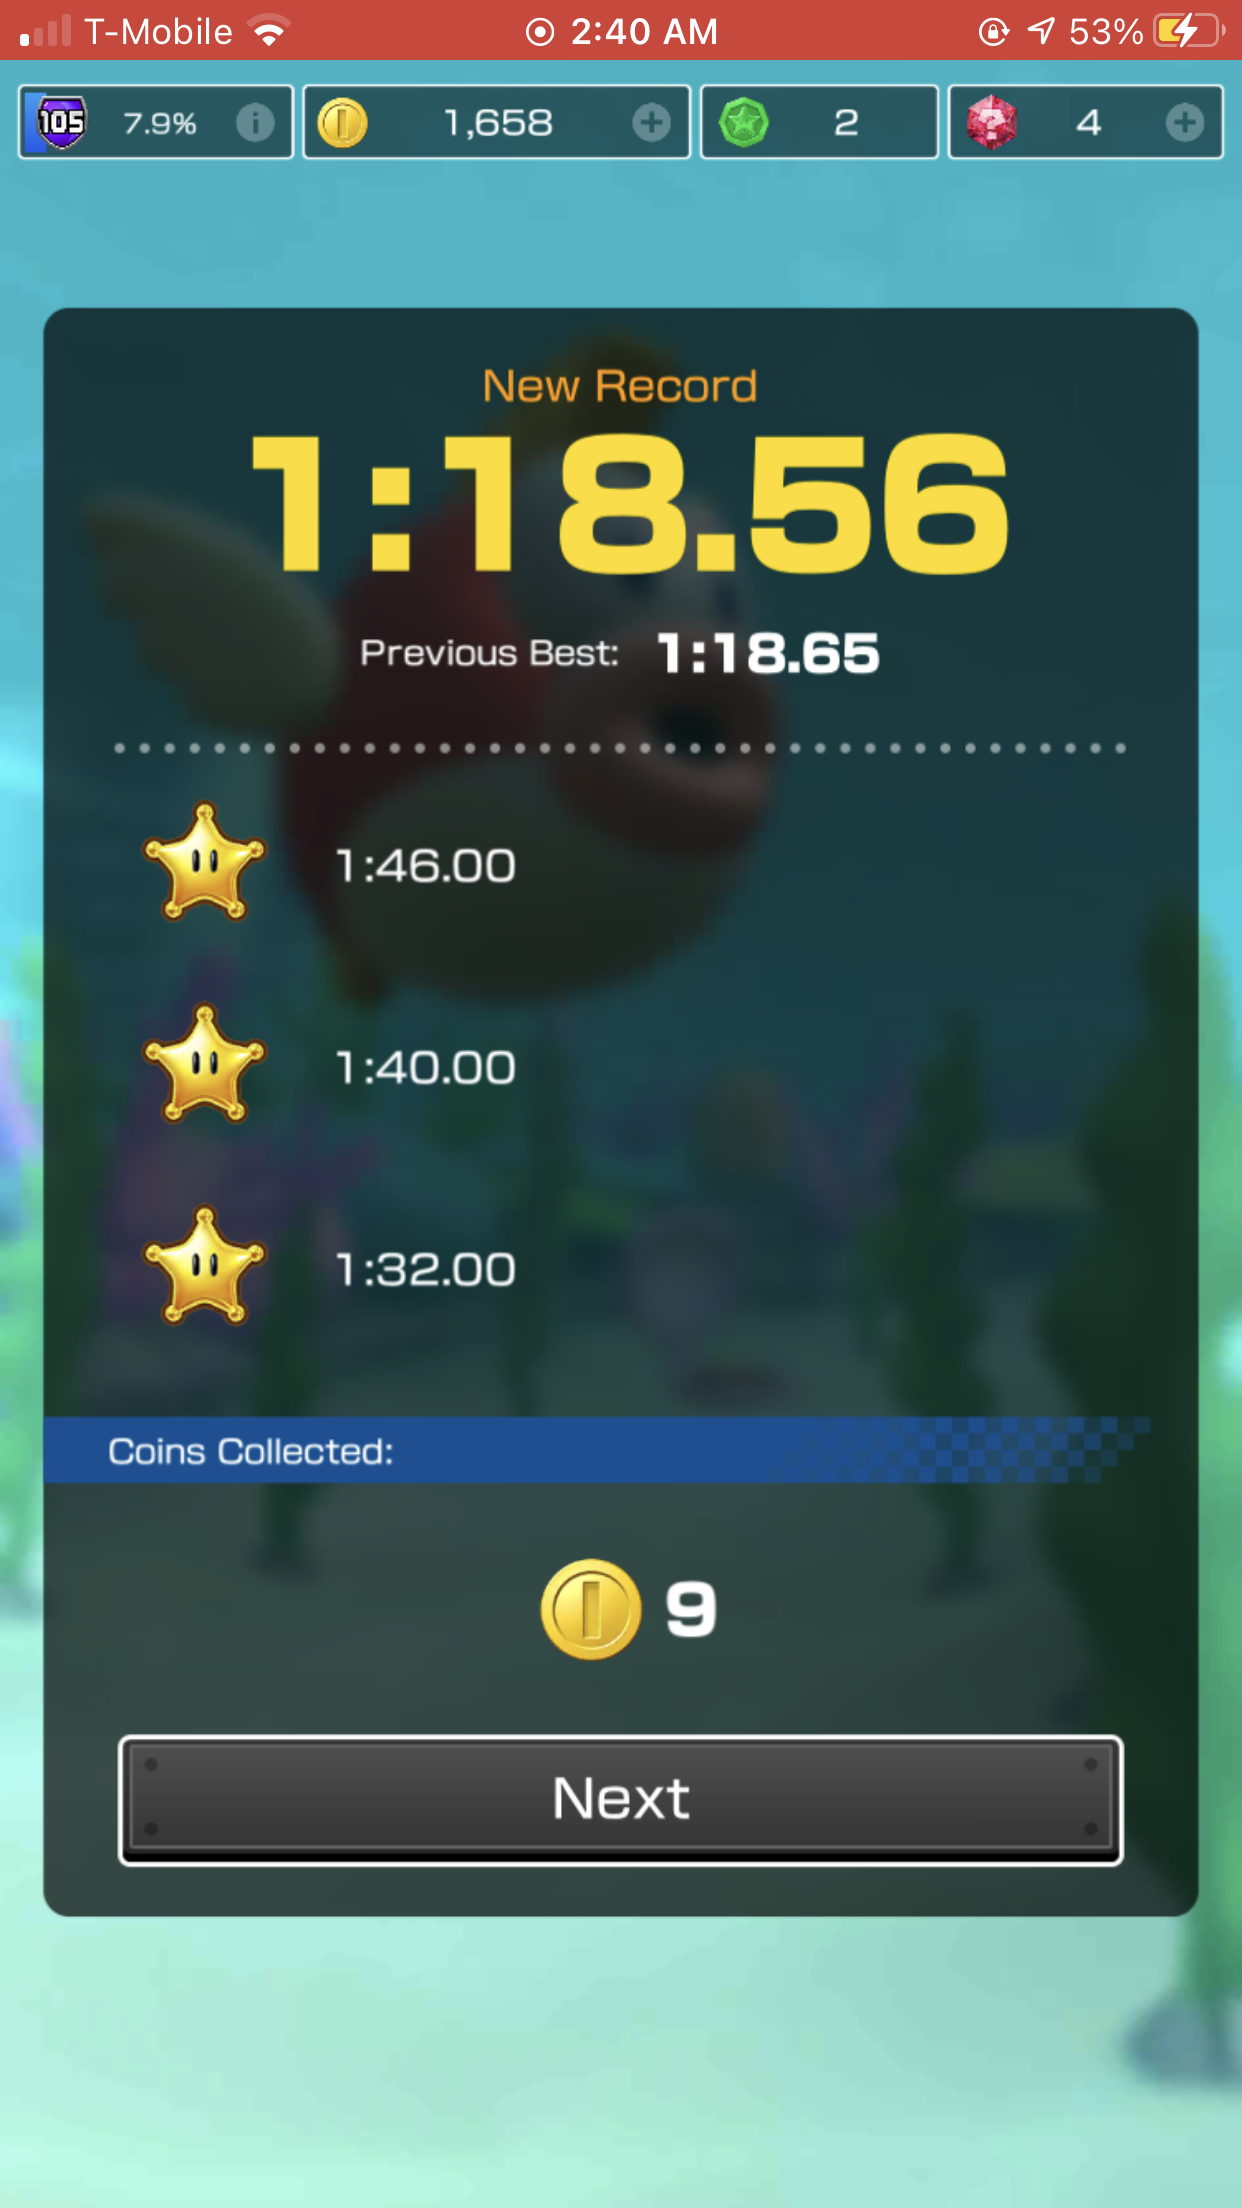 T-Mobile 2:40 AM 53%
105 7.9% 1,658 2 4
New Record
1:18.56
Previous Best: 1:18.65
1:46.00
1:40.00
1:32.00
Coins Collected:
9
Next